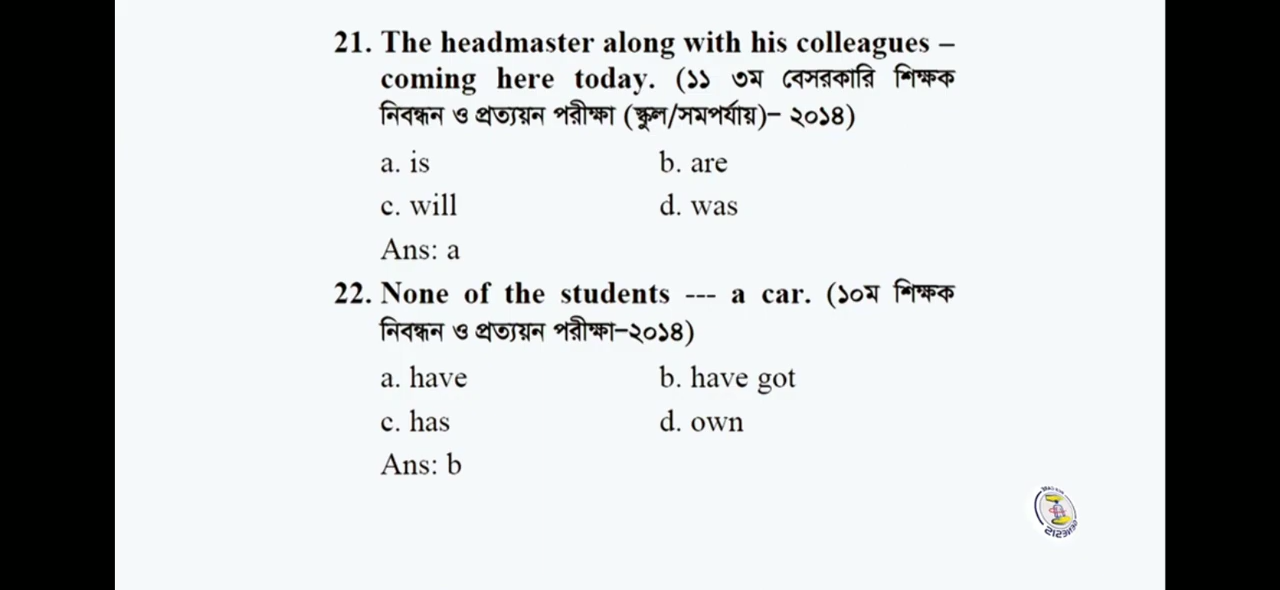 21. The headmaster along with his colleagues –
coming here today. (১১ ৩ম বেসরকারি শিক্ষক
নিবন্ধন ও প্রত্যয়ন পরীক্ষা (স্কুল/সমপর্যায়)– ২০১৪)
a. is b. are
c. will d. was
Ans: a
22. None of the students --- a car. (১০ম শিক্ষক
নিবন্ধন ও প্রত্যয়ন পরীক্ষা–২০১৪)
a. have b. have got
c. has d. own
Ans: b